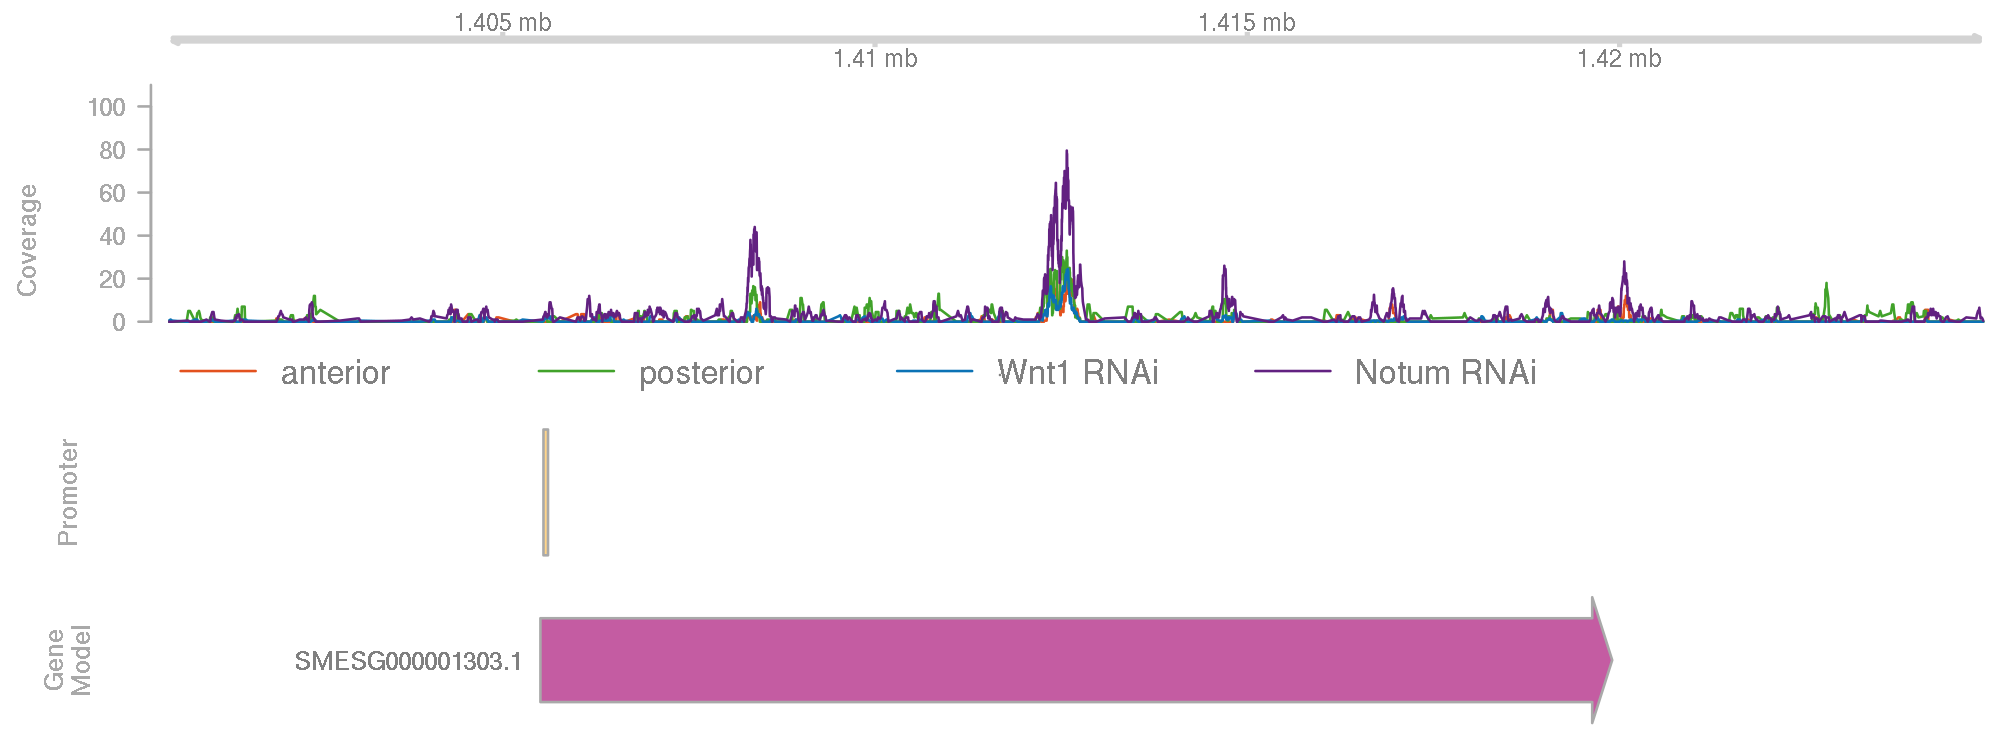 1.405 mb
1.415 mb
1.41 mb
1.42 mb
Coverage
100
80
60
40
20
0
anterior
posterior
Wnt1 RNAi
Notum RNAi
Promoter
Gene
Model
SMESG000001303.1